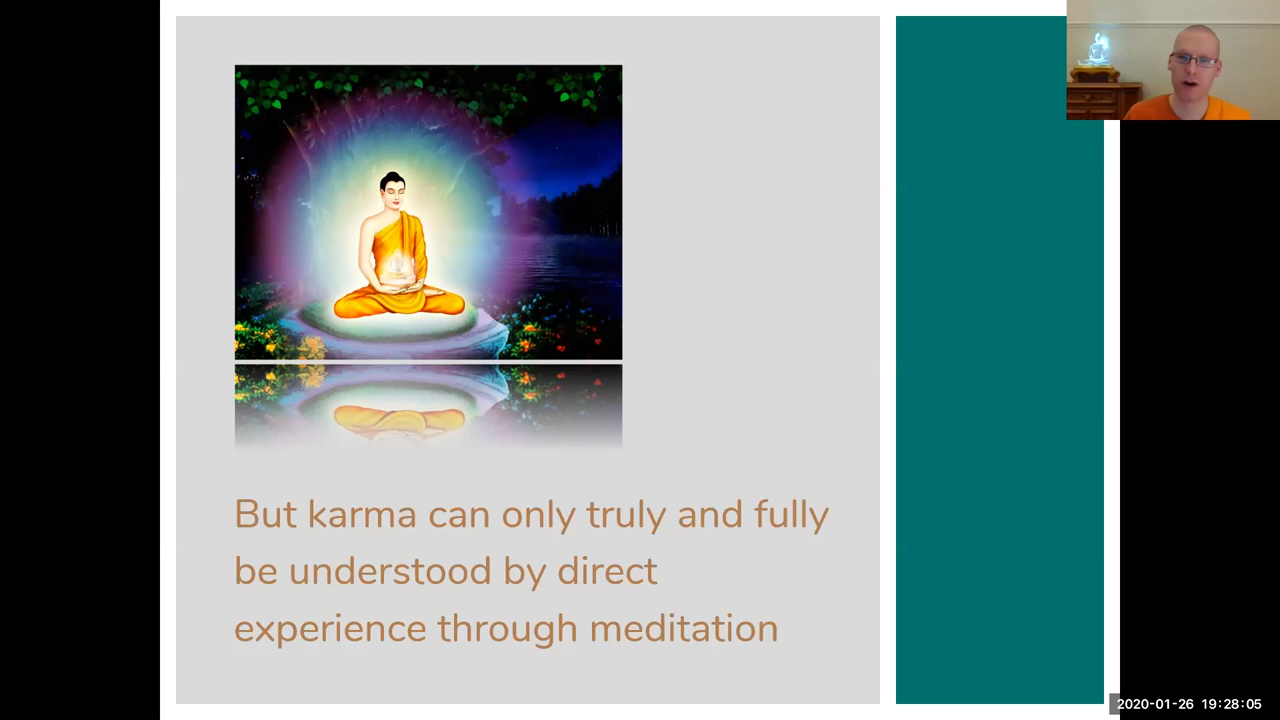 But karma can only truly and fully
be understood by direct
experience through meditation
2020-01-26 19:28:05